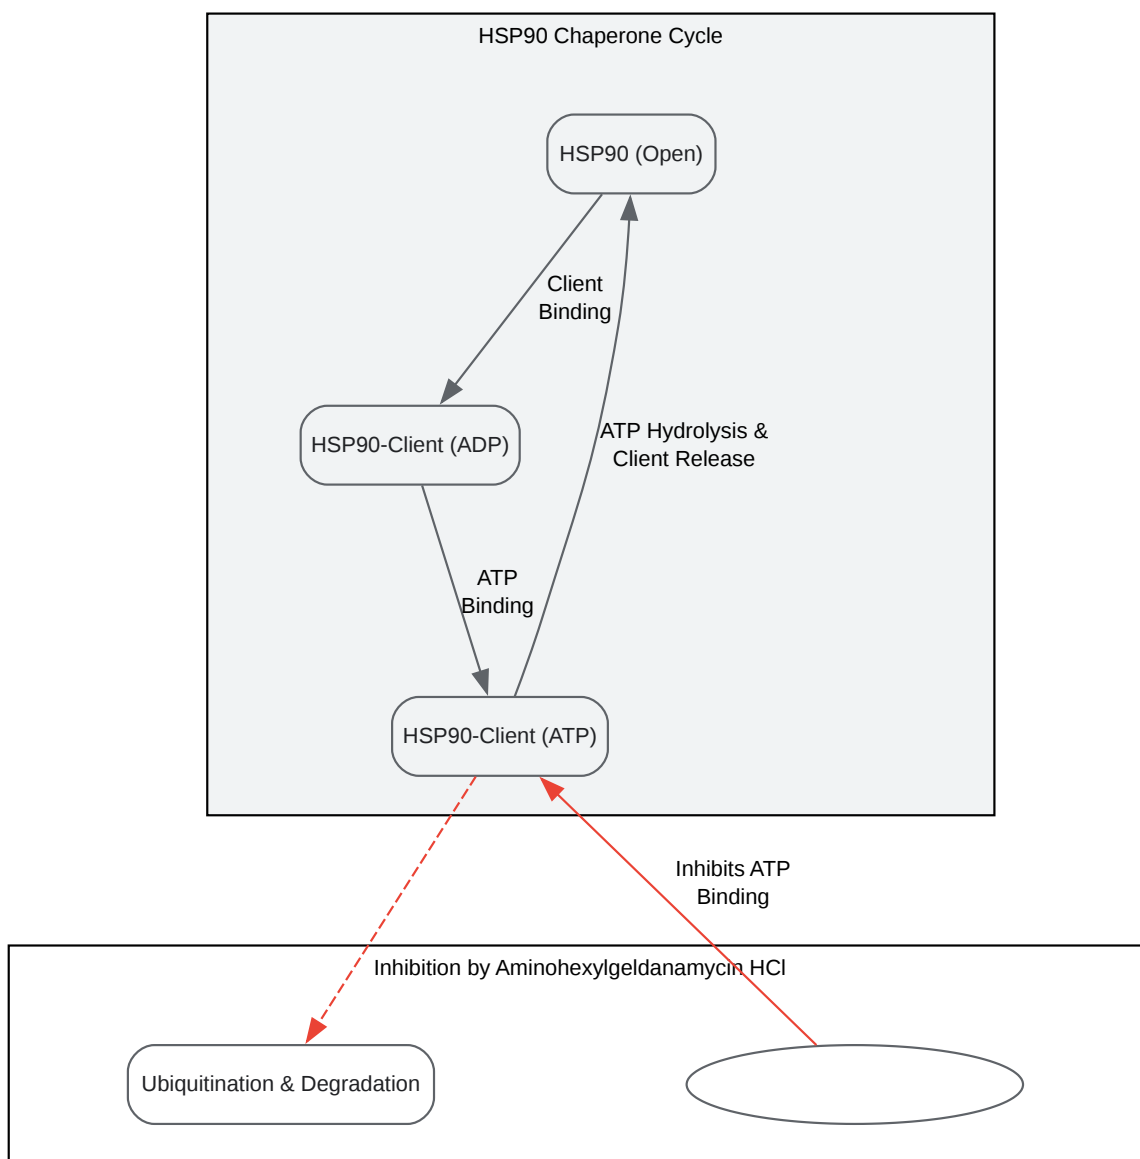 HSP90 Chaperone Cycle
HSP90 (Open)
Client
Binding
ATP Hydrolysis &
Client Release
HSP90-Client (ADP)
ATP
Binding
HSP90-Client (ATP)
Inhibits ATP
Binding
Inhibition by Aminohexylgeldanamycin HCl
Ubiquitination & Degradation